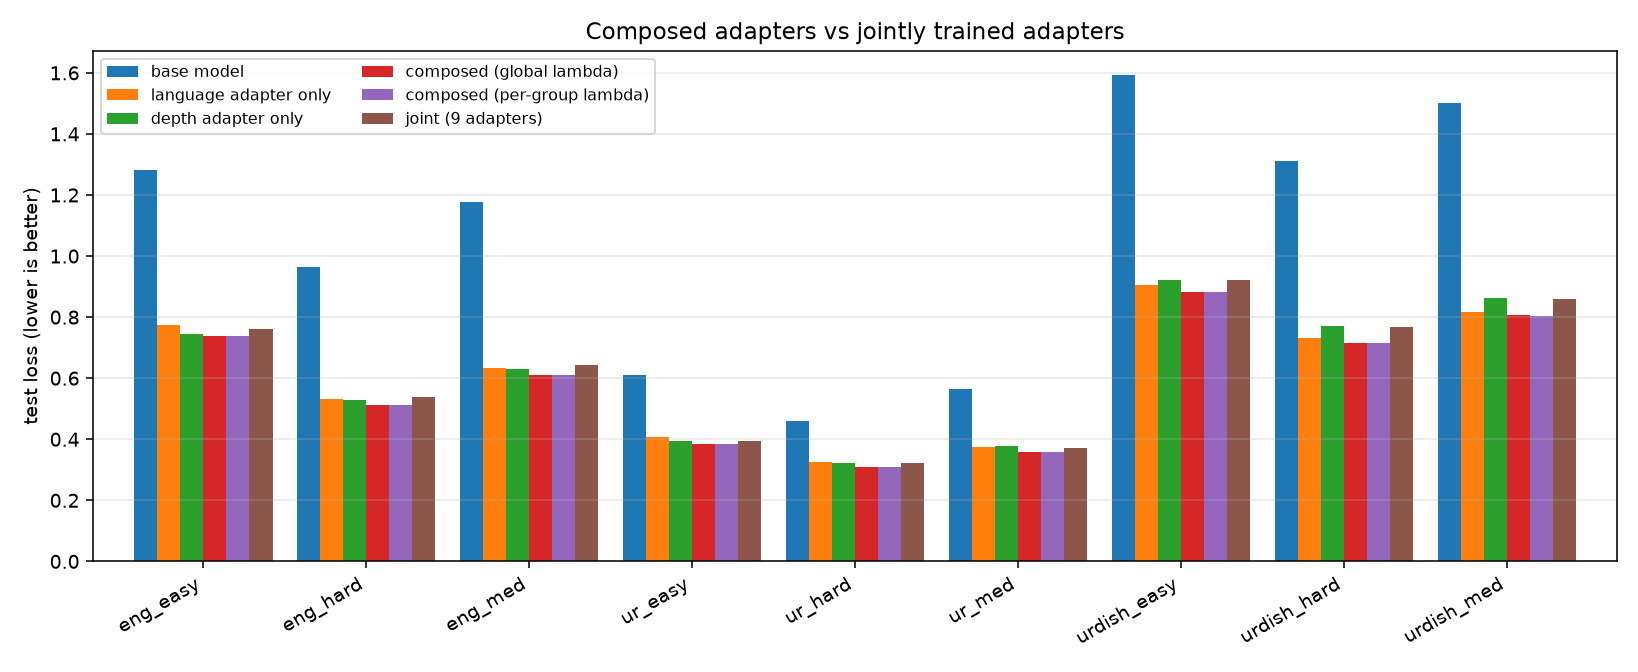 Composed adapters vs jointly trained adapters
base model
language adapter only
depth adapter only
composed (global lambda)
composed (per-group lambda)
joint (9 adapters)
test loss (lower is better)
1.6
1.4
1.2
1.0
0.8
0.6
0.4
0.2
0.0
eng_easy
eng_hard
eng_med
ur_easy
ur_hard
ur_med
urdish_easy
urdish_hard
urdish_med